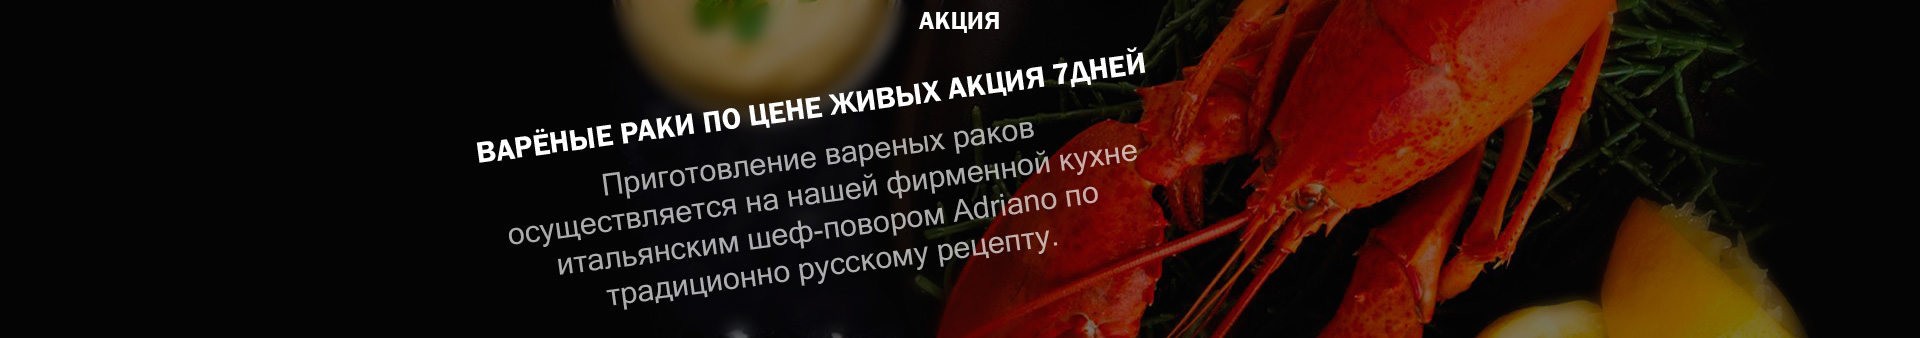 АКЦИЯ
ВАРЁНЫЕ РАКИ ПО ЦЕНЕ ЖИВЫХ АКЦИЯ 7ДНЕЙ
Приготовление вареных раков
осуществляется на нашей фирменной кухне
итальянским шеф-повором Adriano по
традиционно русскому рецепту.